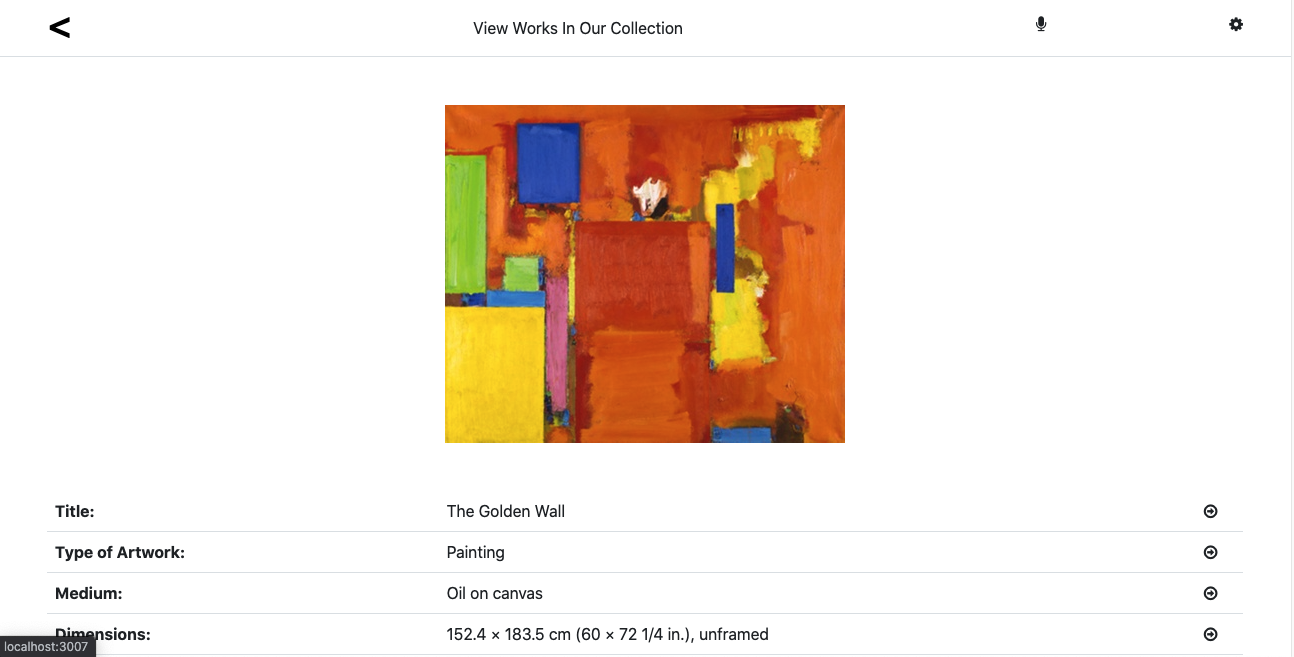 View Works In Our Collection
Title: The Golden Wall
Type of Artwork: Painting
Medium: Oil on canvas
Dimensions: 152.4 × 183.5 cm (60 × 72 1/4 in.), unframed
localhost:3007